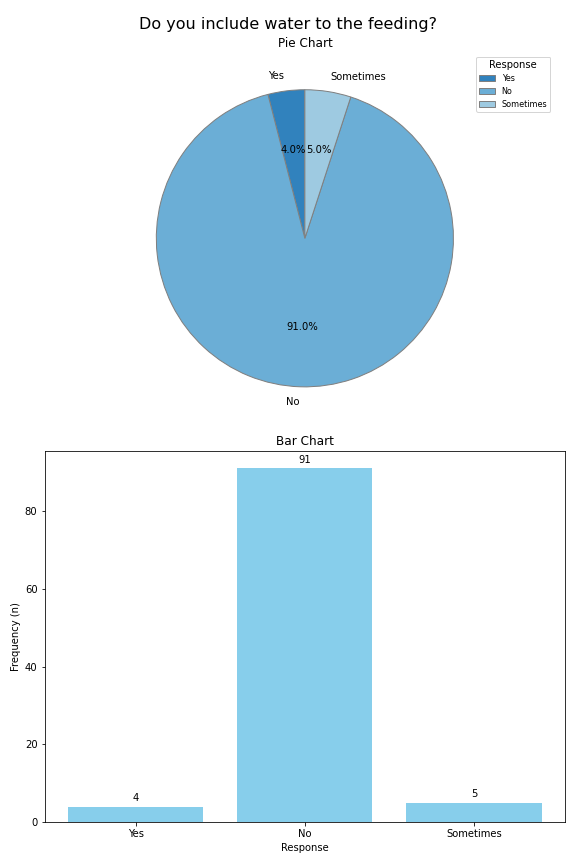 Do you include water to the feeding?
Pie Chart
Response
Yes
No
Sometimes
Yes
Sometimes
4.0%
5.0%
91.0%
No
Bar Chart
91
80
60
40
20
0
Frequency (n)
4
5
Yes
No
Sometimes
Response